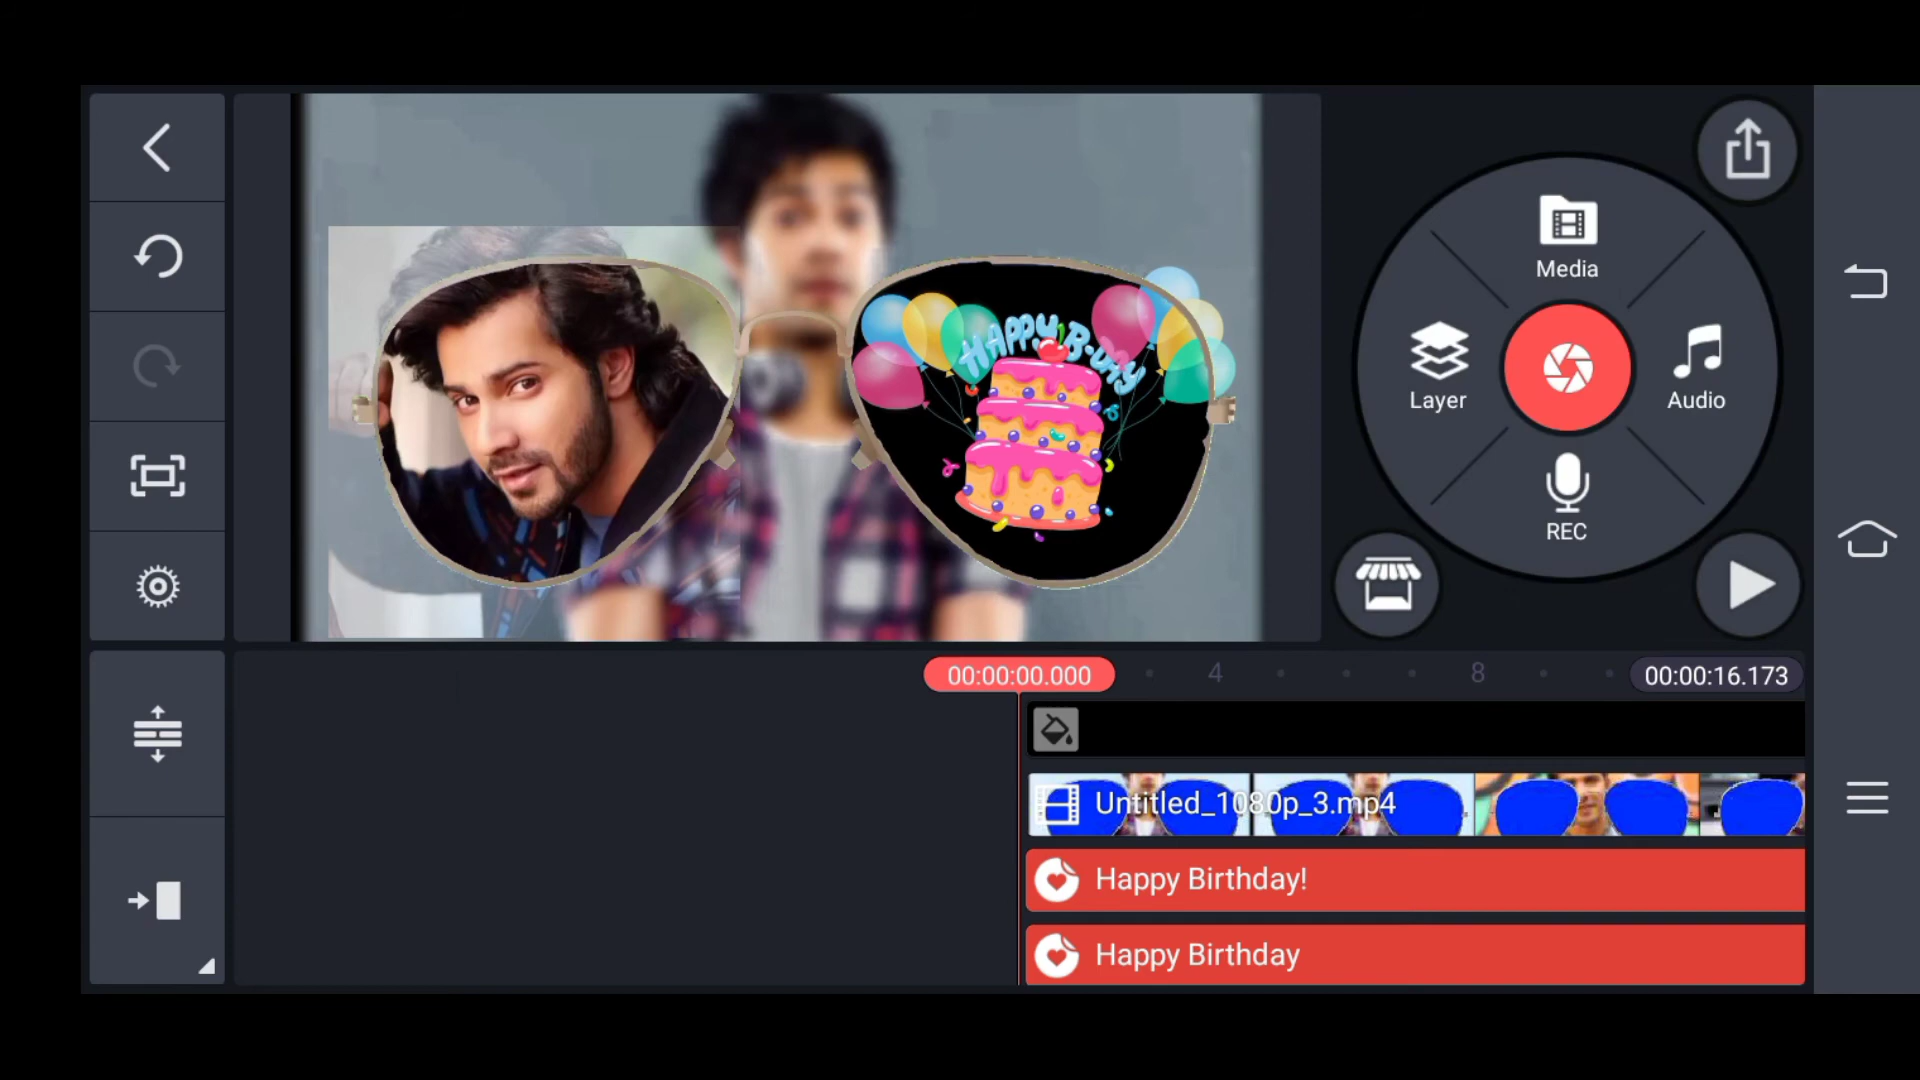 HAPPY B-DAY
Media
Layer
Audio
REC
00:00:00.000
4
8
00:00:16.173
Untitled_1080p_3.mp4
Happy Birthday!
Happy Birthday